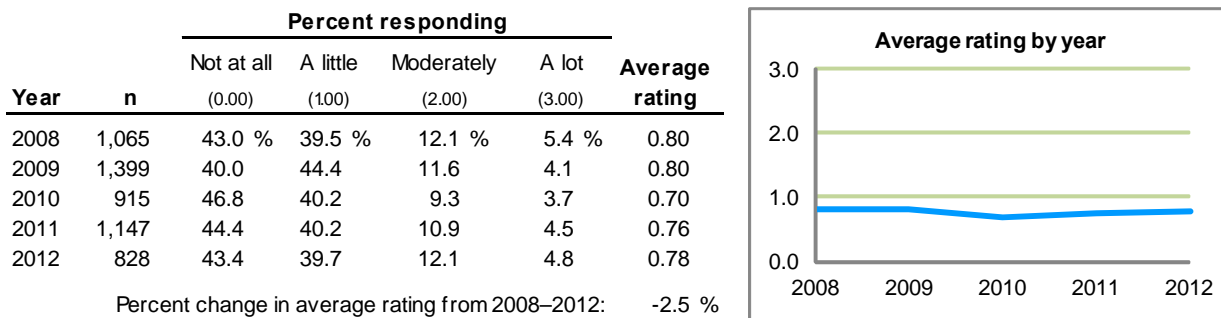 Percent responding
Not at all A little Moderately A lot Average
Year n (0.00) (1.00) (2.00) (3.00) rating
2008 1,065 43.0 % 39.5 % 12.1 % 5.4 % 0.80
2009 1,399 40.0 44.4 11.6 4.1 0.80
2010 915 46.8 40.2 9.3 3.7 0.70
2011 1,147 44.4 40.2 10.9 4.5 0.76
2012 828 43.4 39.7 12.1 4.8 0.78
Percent change in average rating from 2008–2012: -2.5 %
Average rating by year
3.0
2.0
1.0
0.0
2008 2009 2010 2011 2012